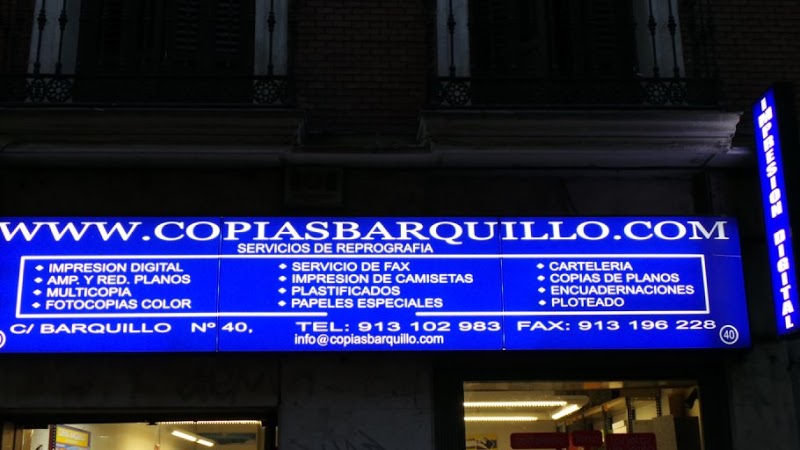 WWW.COPIASBARQUILLO.COM
SERVICIOS DE REPROGRAFIA
IMPRESION DIGITAL
AMP. Y RED. PLANOS
MULTICOPIA
FOTOCOPIAS COLOR
SERVICIO DE FAX
IMPRESION DE CAMISETAS
PLASTIFICADOS
PAPELES ESPECIALES
CARTELERIA
COPIAS DE PLANOS
ENCUADERNACIONES
PLOTEADO
C/ BARQUILLO Nº 40, TEL: 913 102 983 FAX: 913 196 228
info@copiasbarquillo.com
40
IMPRESION DIGITAL